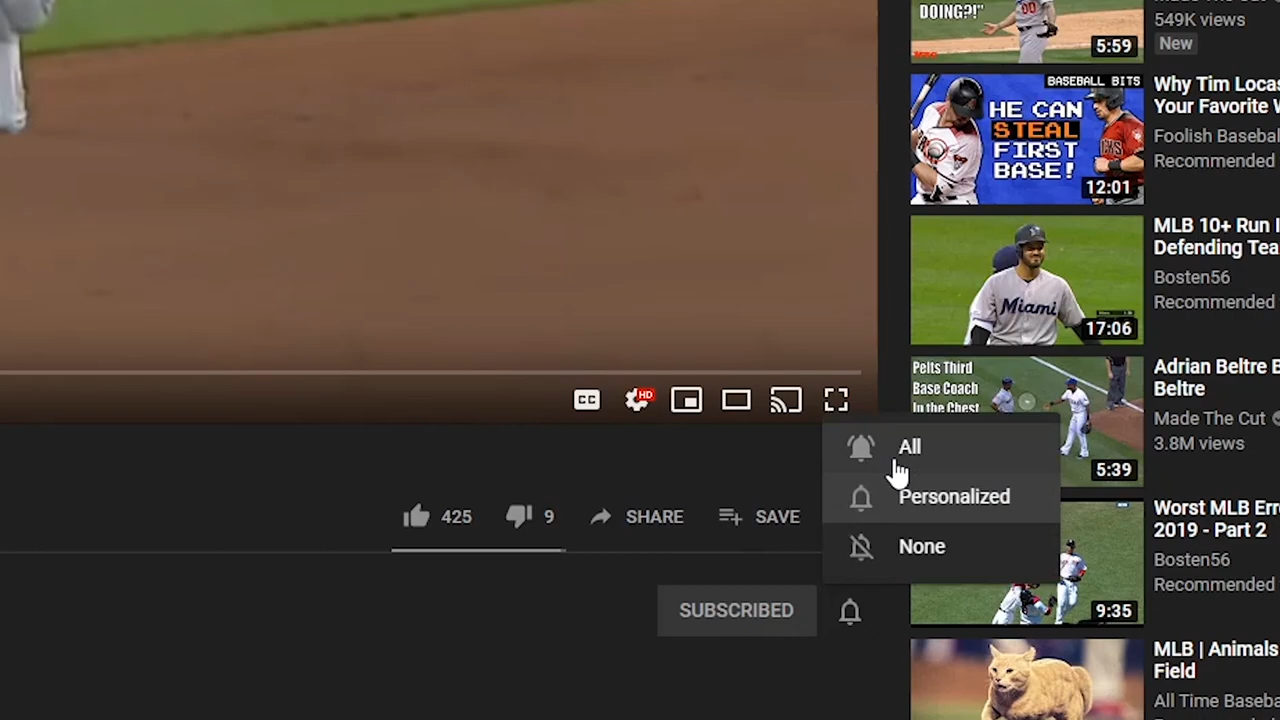 DOING?!"
5:59
549K views
New
BASEBALL BITS
HE CAN
STEAL
FIRST
BASE!
12:01
Why Tim Locas
Your Favorite
Foolish Baseba
Recommended
Miami
17:06
MLB 10+ Run
Defending Tea
Bosten56
Recommended
Pelts Third
Base Coach
In the Chest
5:39
Adrian Beltre
Beltre
Made The Cut
3.8M views
CC
HD
All
Personalized
None
425
9
SHARE
SAVE
SUBSCRIBED
9:35
Worst MLB Err
2019 - Part 2
Bosten56
Recommended
MLB | Animals
Field
All Time Baseba